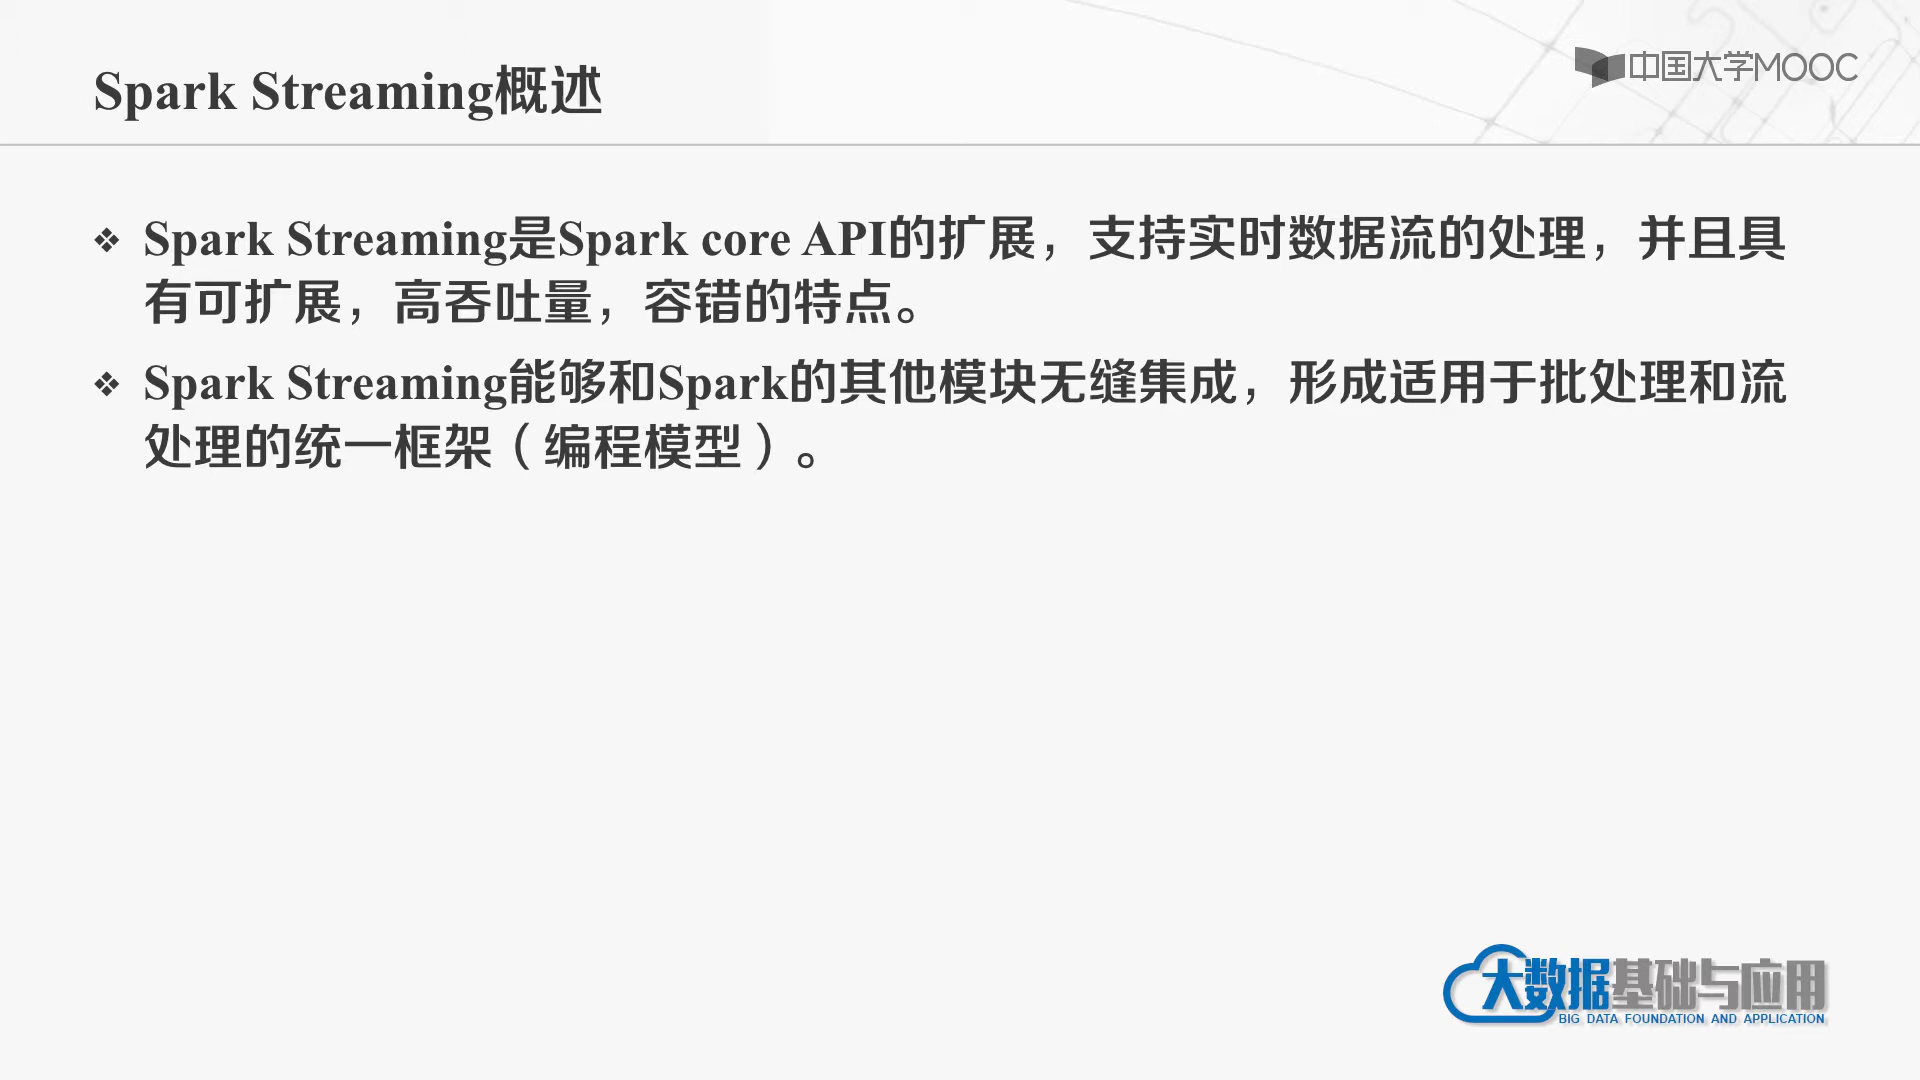 Spark Streaming概述
中国大学MOOC
❖ Spark Streaming是Spark core API的扩展，支持实时数据流的处理，并且具
有可扩展，高吞吐量，容错的特点。
❖ Spark Streaming能够和Spark的其他模块无缝集成，形成适用于批处理和流
处理的统一框架（编程模型）。
大数据基础与应用
BIG DATA FOUNDATION AND APPLICATION